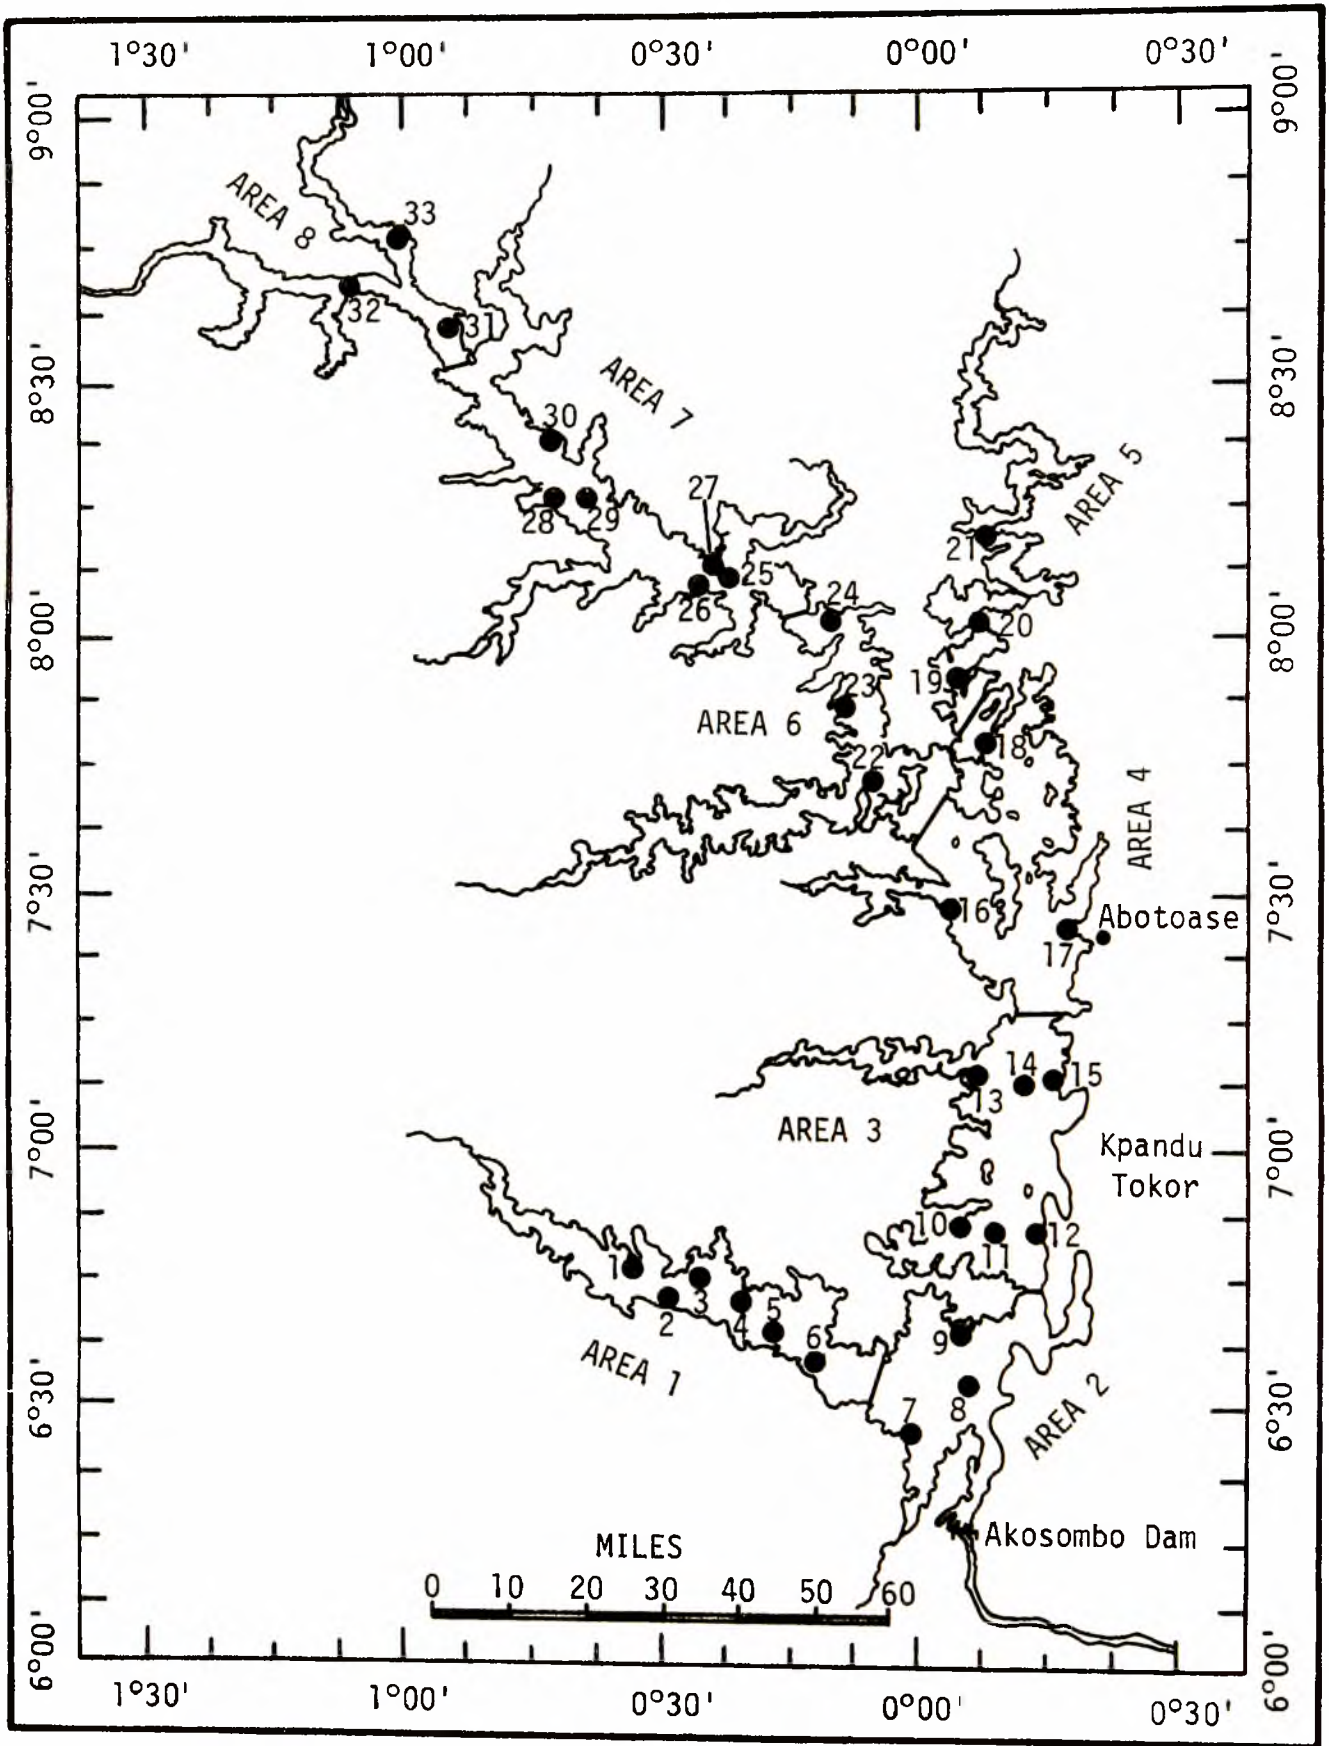 1°30' 1°00' 0°30' 0°00' 0°30'
9°00' 9°00'
AREA 8
33
32
31
8°30' 8°30'
AREA 7
30
AREA 5
27
28 29
21
25
26
24
20
8°00' 8°00'
19
23
AREA 6
18
22
AREA 4
7°30' 7°30'
16
Abotoase
17
14 15
13
AREA 3
7°00' Kpandu 7°00'
Tokor
10 11 12
1
3
2 4 5
6
9
AREA 1
8
AREA 2
7
6°30' 6°30'
Akosombo Dam
MILES
0 10 20 30 40 50 60
6°00' 6°00'
1°30' 1°00' 0°30' 0°00' 0°30'